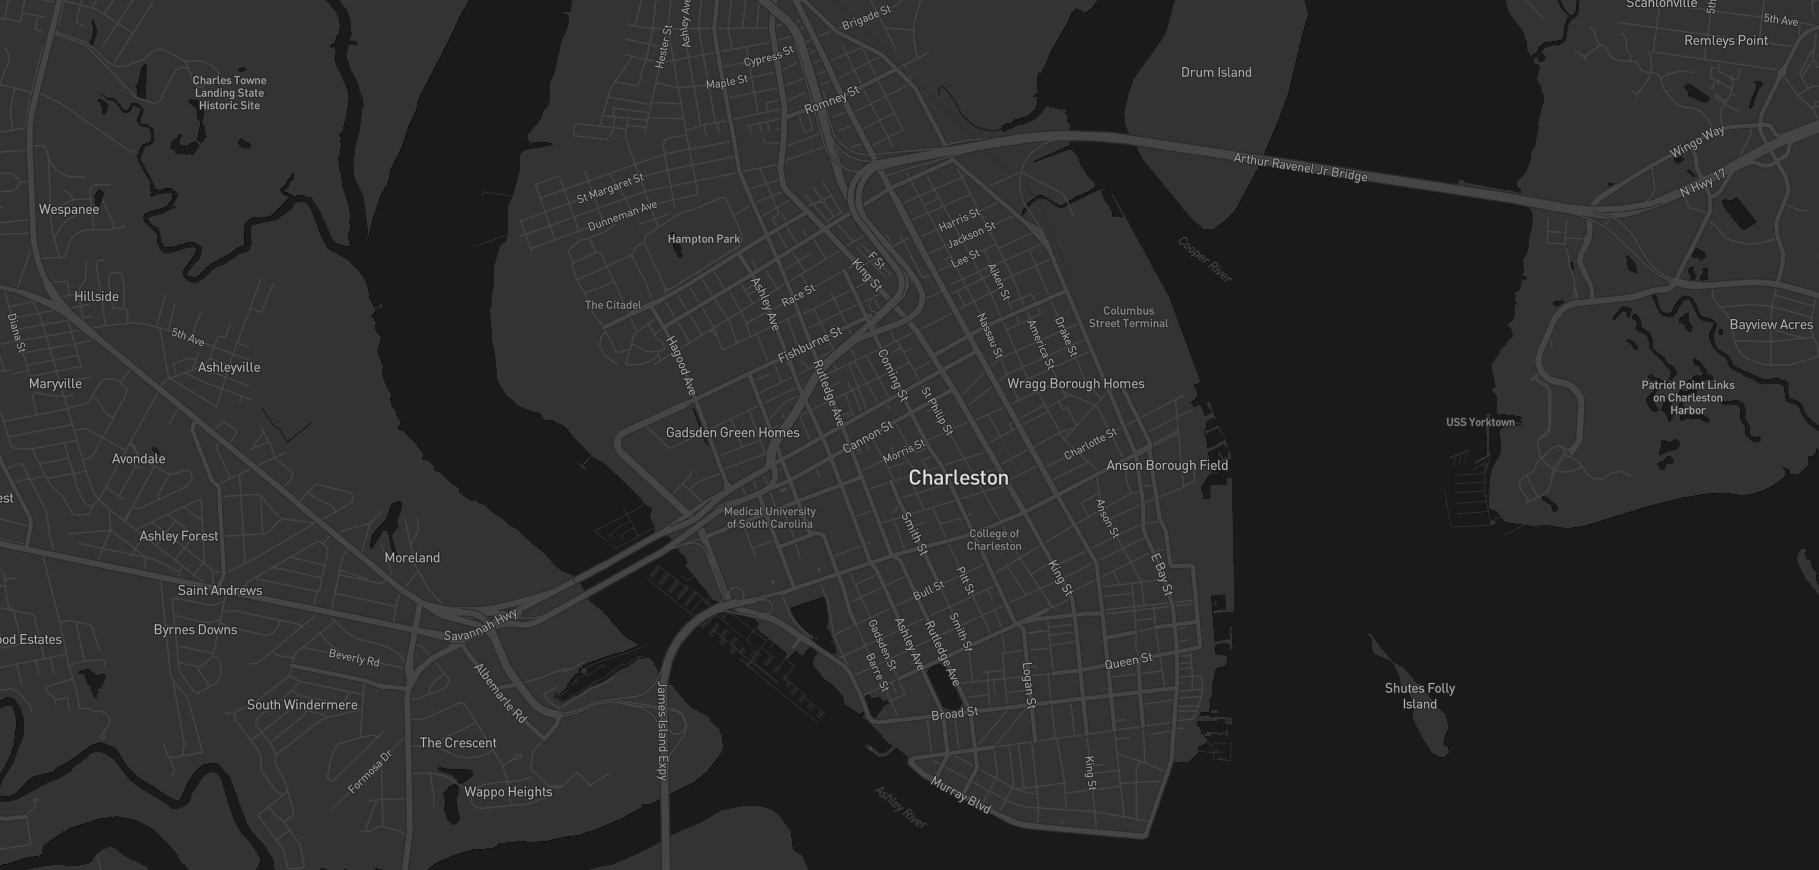 Scanlonville
5th
5th Ave
Brigade St
Ashley Ave
Hester St
Remleys Point
Cypress St
Maple St
Drum Island
Charles Towne
Landing State
Historic Site
Romney St
Wingo Way
Arthur Ravenel Jr Bridge
N Hwy 17
St Margaret St
Dunneman Ave
Wespanee
Hampton Park
Harris St
Jackson St
Lee St
Cooper River
F St
King St
Aiken St
Hillside
The Citadel
Ashley Ave
Race St
Columbus
Street Terminal
Bayview Acres
Diana St
5th Ave
Fishburne St
Nassau St
America St
Drake St
Ashleyville
Hagood Ave
Rutledge Ave
Coming St
St Philip St
Maryville
Wragg Borough Homes
Patriot Point Links
on Charleston
Harbor
USS Yorktown
Gadsden Green Homes
Cannon St
Morris St
Charlotte St
Avondale
Anson Borough Field
Charleston
est
Medical University
of South Carolina
Anson St
Ashley Forest
Smith St
College of
Charleston
Moreland
E Bay St
King St
Pitt St
Bull St
Saint Andrews
Savannah Hwy
Byrnes Downs
ood Estates
Gadsden St
Ashley Ave
Rutledge Ave
Smith St
Beverly Rd
Barre St
Queen St
Logan St
Albemarle Rd
Shutes Folly
Island
South Windermere
James Island Expy
Broad St
The Crescent
Formosa Dr
King St
Wappo Heights
Murray Blvd
Ashley River